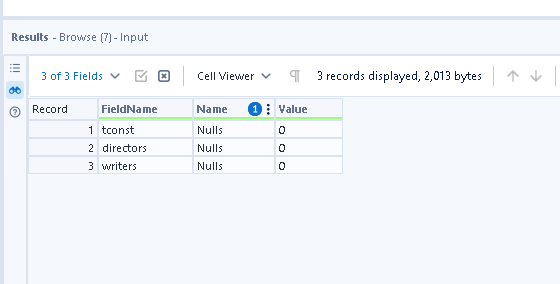 Results - Browse (7) - Input
3 of 3 Fields Cell Viewer 3 records displayed, 2,013 bytes
Record FieldName Name 1 Value
1 tconst Nulls 0
2 directors Nulls 0
3 writers Nulls 0